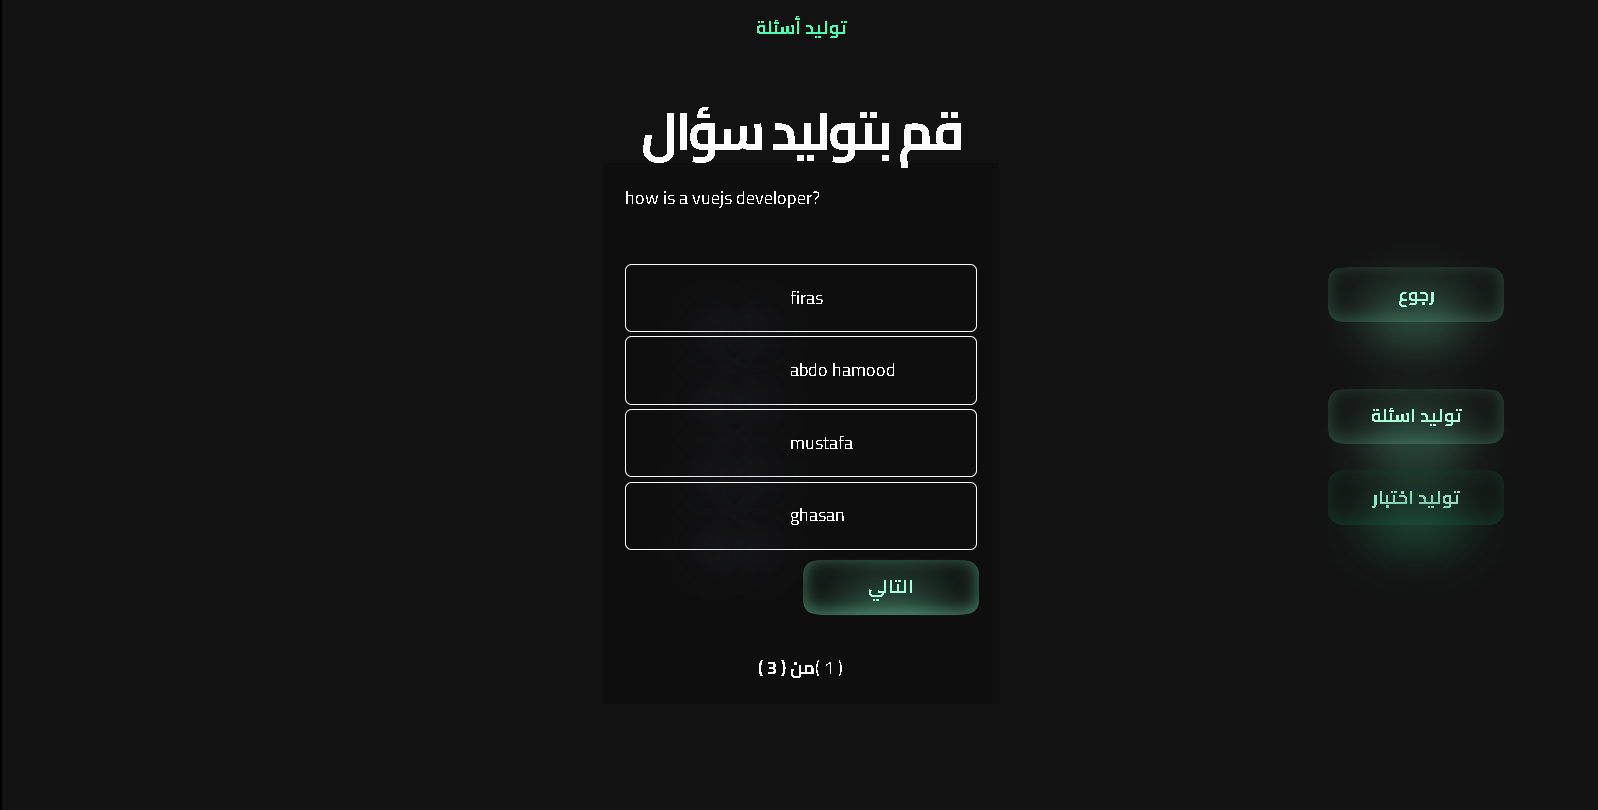 توليد أسئلة
قم بتوليد سؤال
how is a vuejs developer?
firas
abdo hamood
mustafa
ghasan
التالي
( 1 )من ( 3 )
رجوع
توليد اسئلة
توليد اختبار